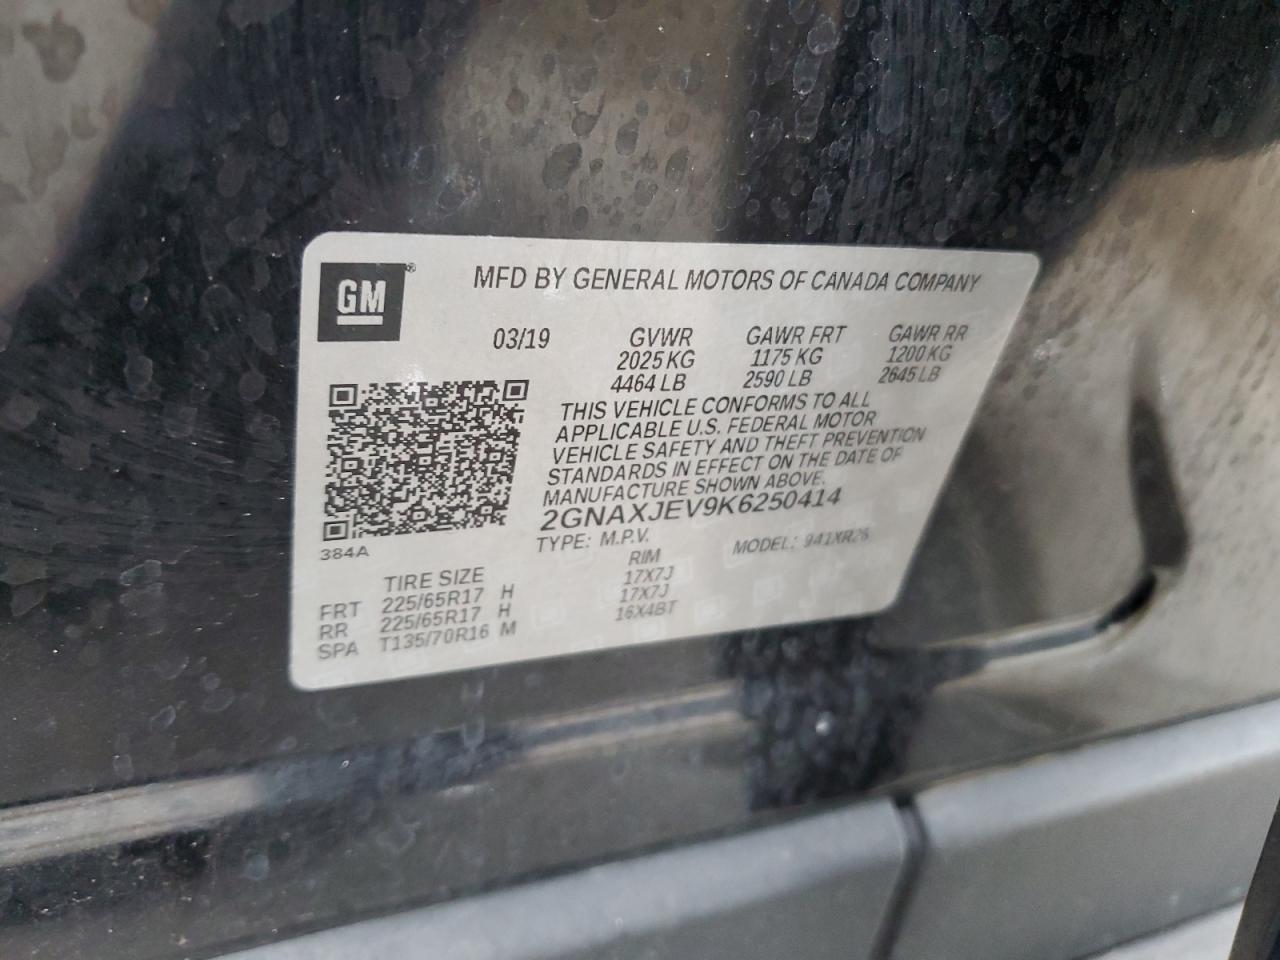 GM
MFD BY GENERAL MOTORS OF CANADA COMPANY
03/19 GVWR GAWR FRT GAWR RR
2025 KG 1175 KG 1200 KG
4464 LB 2590 LB 2645 LB
THIS VEHICLE CONFORMS TO ALL
APPLICABLE U.S. FEDERAL MOTOR
VEHICLE SAFETY AND THEFT PREVENTION
STANDARDS IN EFFECT ON THE DATE OF
MANUFACTURE SHOWN ABOVE.
2GNAXJEV9K6250414
384A
TYPE: M.P.V. MODEL: 941XR26
TIRE SIZE RIM
FRT 225/65R17 H 17X7J
RR 225/65R17 H 17X7J
SPA T135/70R16 M 16X4BT